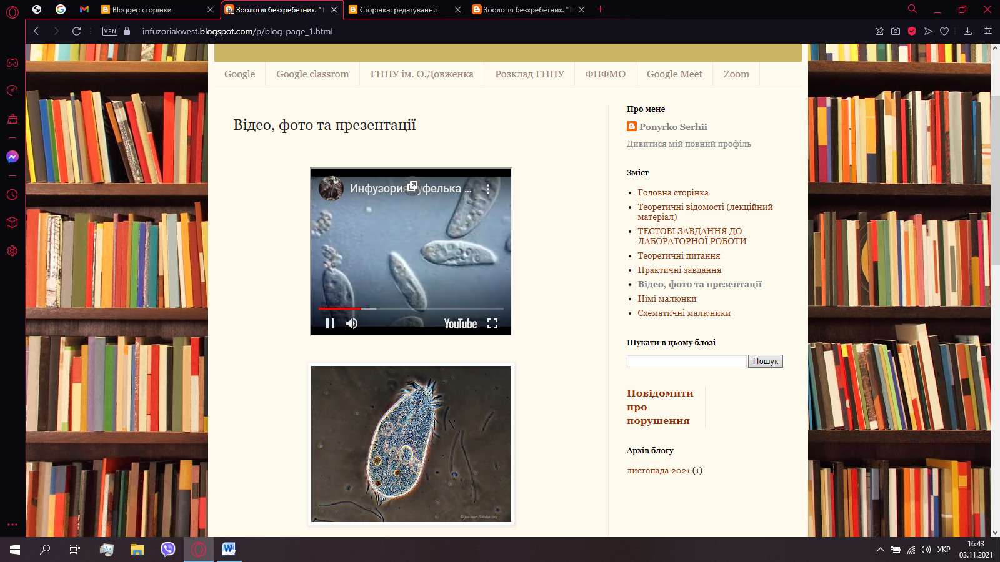 Blogger: сторінки
Зоологія безхребетних. "Т
Сторінка: редагування
Зоологія безхребетних. "Т
VPN
infuzoriakwest.blogspot.com/p/blog-page_1.html
Google
Google classrom
ГНПУ ім. О.Довженка
Розклад ГНПУ
ФПФМО
Google Meet
Zoom
Відео, фото та презентації
YouTube
Про мене
Ponyrko Serhii
Дивитися мій повний профіль
Зміст
Головна сторінка
Теоретичні відомості (лекційний
матеріал)
ТЕСТОВІ ЗАВДАННЯ ДО
ЛАБОРАТОРНОЇ РОБОТИ
Теоретичні питання
Практичні завдання
Відео, фото та презентації
Німі малюнки
Схематичні малюники
Шукати в цьому блозі
Пошук
Повідомити
про
порушення
Архів блогу
листопада 2021 (1)
УКР
16:43
03.11.2021